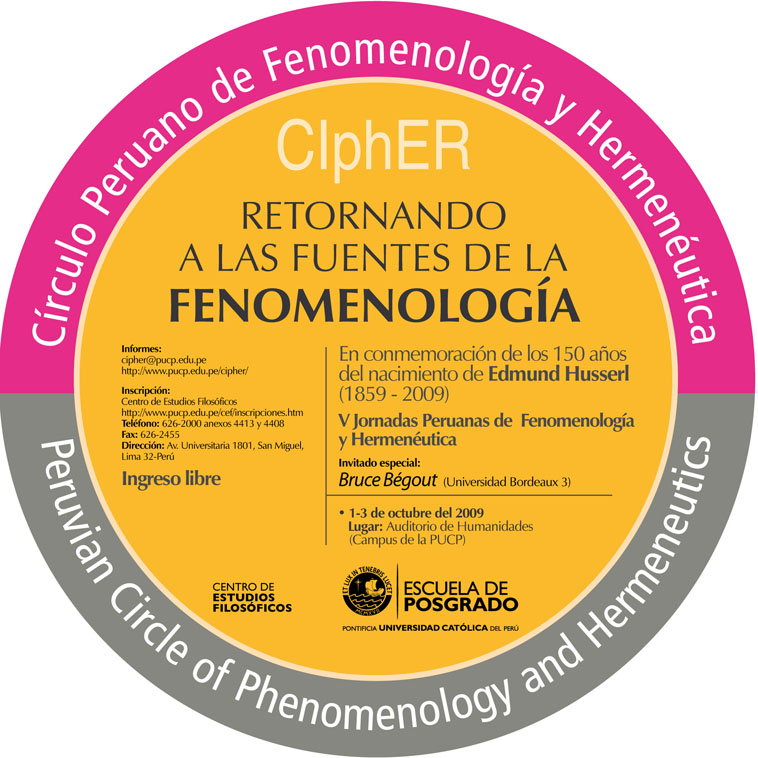 Círculo Peruano de Fenomenología y Hermenéutica
CIphER
RETORNANDO
A LAS FUENTES DE LA
FENOMENOLOGÍA
Informes:
cipher@pucp.edu.pe
http://www.pucp.edu.pe/cipher/
Inscripción:
Centro de Estudios Filosóficos
http://www.pucp.edu.pe/cef/inscripciones.htm
Teléfono: 626-2000 anexos 4413 y 4408
Fax: 626-2455
Dirección: Av. Universitaria 1801, San Miguel,
Lima 32-Perú
Ingreso libre
En conmemoración de los 150 años
del nacimiento de Edmund Husserl
(1859 - 2009)
V Jornadas Peruanas de Fenomenología
y Hermenéutica
Invitado especial:
Bruce Bégout (Universidad Bordeaux 3)
• 1-3 de octubre del 2009
Lugar: Auditorio de Humanidades
(Campus de la PUCP)
CENTRO DE
ESTUDIOS
FILOSÓFICOS
ET LUX IN TENEBRIS LUCET
MCMXVII
ESCUELA DE
POSGRADO
PONTIFICIA UNIVERSIDAD CATÓLICA DEL PERÚ
Peruvian Circle of Phenomenology and Hermeneutics